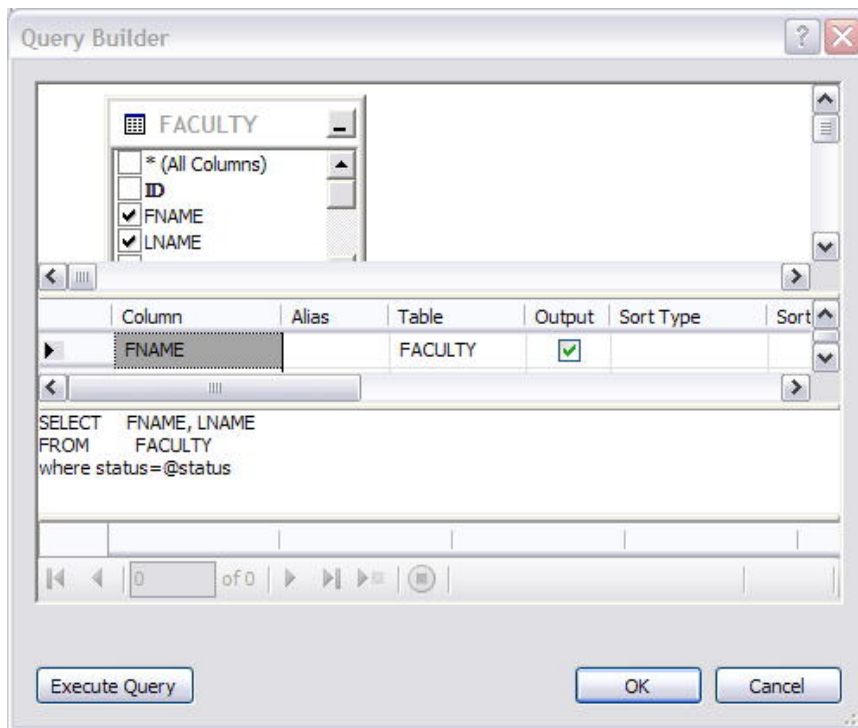 Query Builder
FACULTY
* (All Columns)
ID
FNAME
LNAME
Column Alias Table Output Sort Type Sort
FNAME FACULTY
SELECT FNAME, LNAME
FROM FACULTY
where status=@status
0 of 0
Execute Query OK Cancel